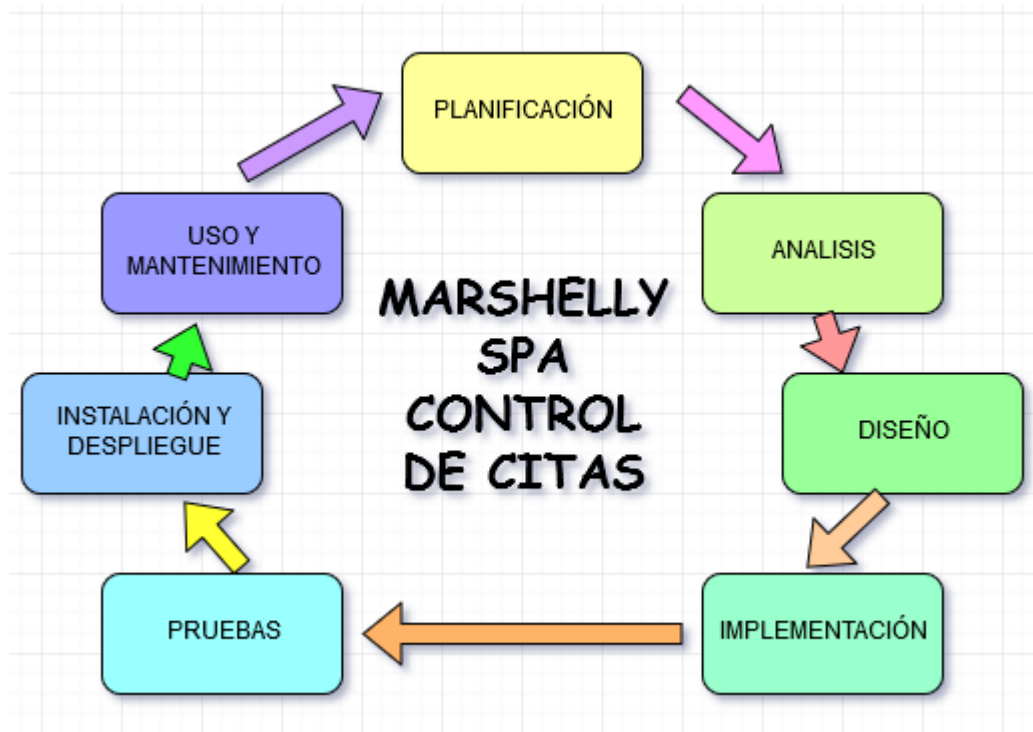 PLANIFICACIÓN
ANALISIS
DISEÑO
IMPLEMENTACIÓN
PRUEBAS
INSTALACIÓN Y
DESPLIEGUE
USO Y
MANTENIMIENTO
MARSHELLY
SPA
CONTROL
DE CITAS